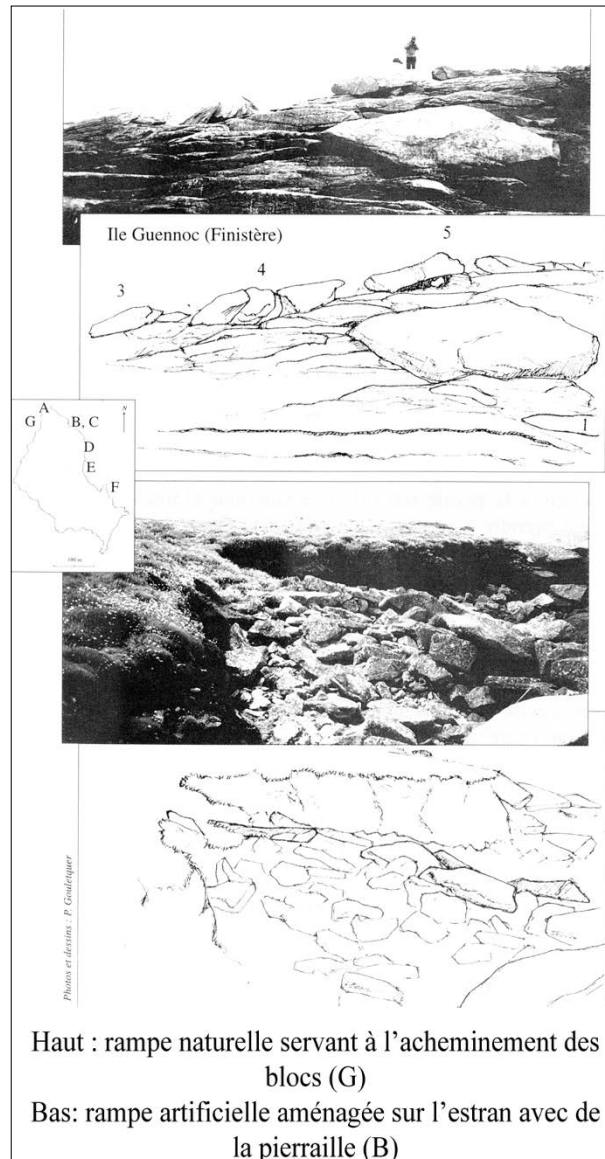 Ile Guennoc (Finistère)
5
4
3
1
A
G
B, C
N
D
E
F
100 m
Photos et dessins : P. Gouletquer
Haut : rampe naturelle servant à l’acheminement des
blocs (G)
Bas: rampe artificielle aménagée sur l’estran avec de
la pierraille (B)